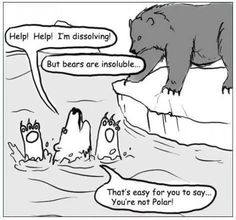 Help! Help! I'm dissolving!
But bears are insoluble...
That's easy for you to say...
You're not Polar!